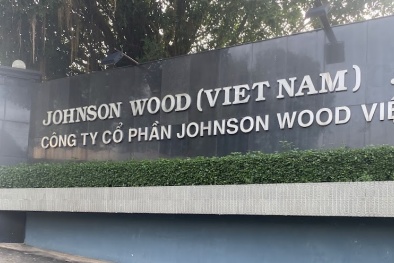 JOHNSON WOOD (VIET NAM)
CÔNG TY CỔ PHẦN JOHNSON WOOD